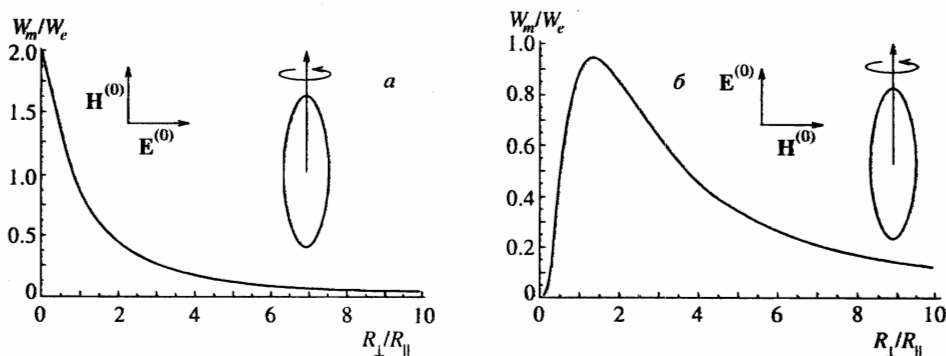 W_m/W_e
2.0
1.5
1.0
0.5
0
0 2 4 6 8 10
R_⊥/R_∥
H^(0)
E^(0)
а
W_m/W_e
1.0
0.8
0.6
0.4
0.2
0
0 2 4 6 8 10
R_⊥/R_∥
E^(0)
H^(0)
б